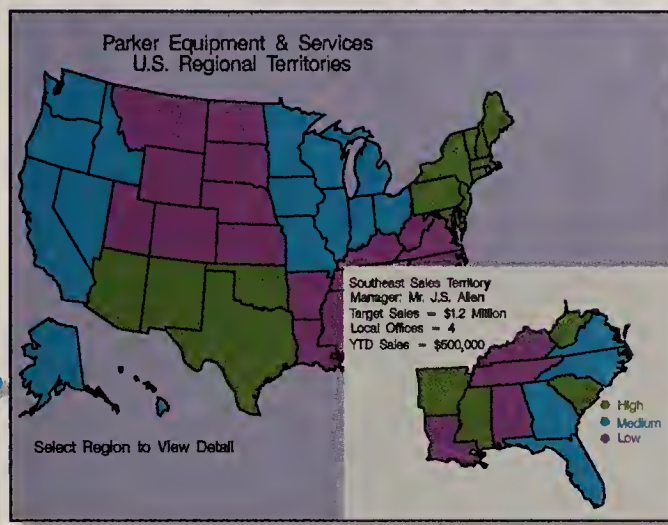 Parker Equipment & Services
U.S. Regional Territories
Southeast Sales Territory
Manager: Mr. J.S. Allen
Target Sales = $1.2 Million
Local Offices = 4
YTD Sales = $500,000
High
Medium
Low
Select Region to View Detail